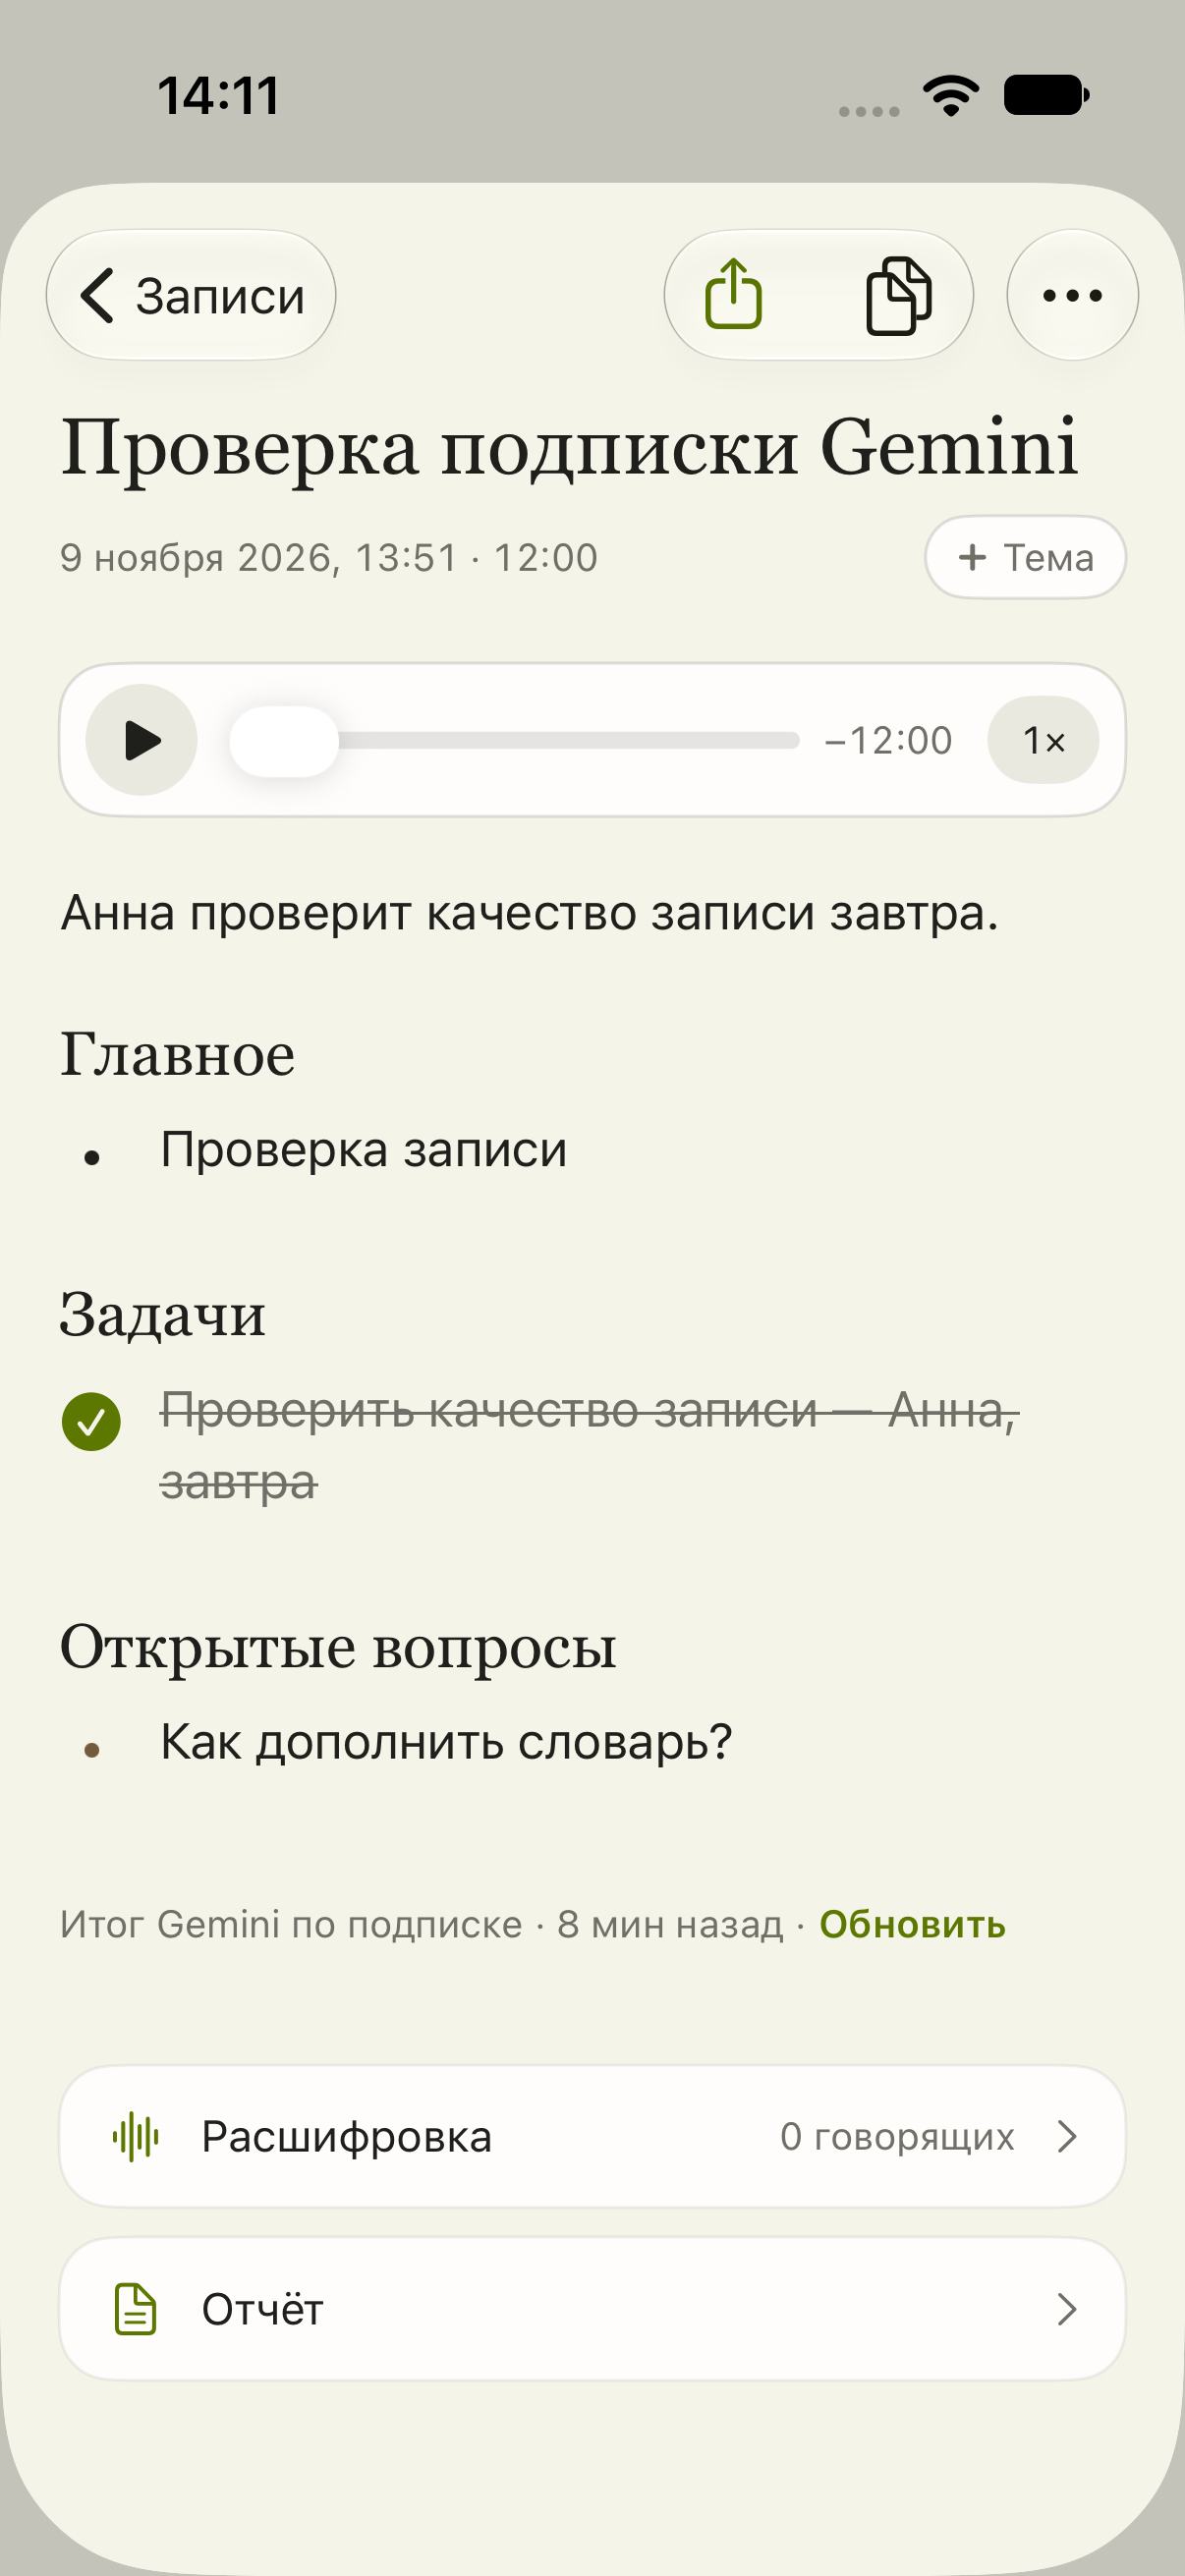 14:11
Записи
Проверка подписки Gemini
9 ноября 2026, 13:51 · 12:00
+ Тема
−12:00
1×
Анна проверит качество записи завтра.
Главное
• Проверка записи
Задачи
Проверить качество записи — Анна,
завтра
Открытые вопросы
• Как дополнить словарь?
Итог Gemini по подписке · 8 мин назад · Обновить
Расшифровка 0 говорящих
Отчёт